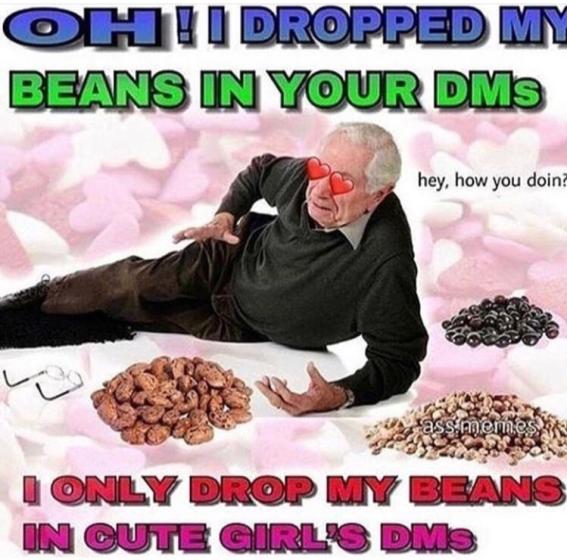 OH! I DROPPED MY
BEANS IN YOUR DMs
hey, how you doin?
ass.memes
I ONLY DROP MY BEANS
IN CUTE GIRL'S DMs